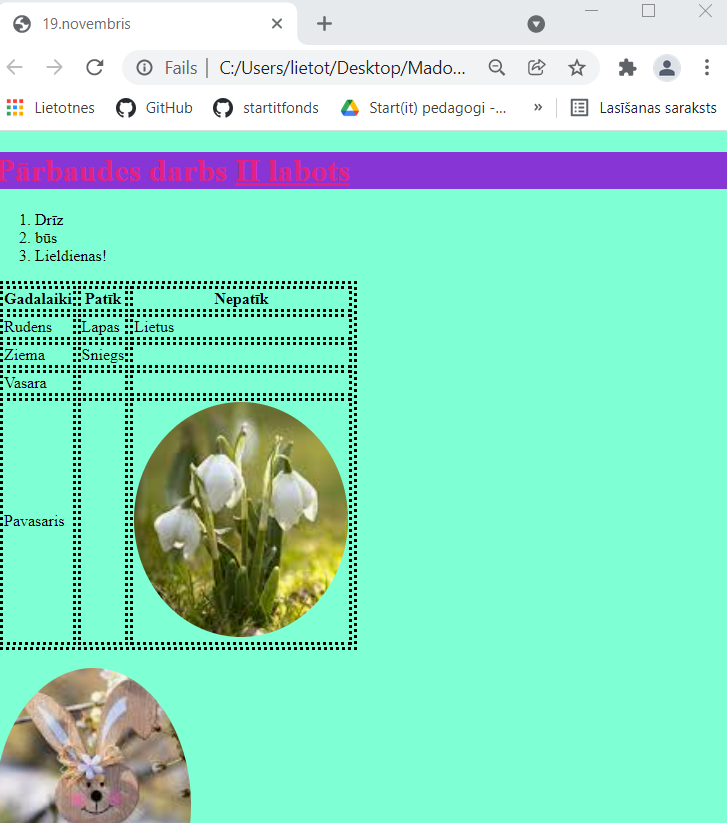 19.novembris
Fails | C:/Users/lietot/Desktop/Mado...
Lietotnes GitHub startitfonds Start(it) pedagogi -... » Lasīšanas saraksts
Pārbaudes darbs II labots
1. Drīz
2. būs
3. Lieldienas!
Gadalaiki Patīk Nepatīk
Rudens Lapas Lietus
Ziema Sniegs
Vasara
Pavasaris